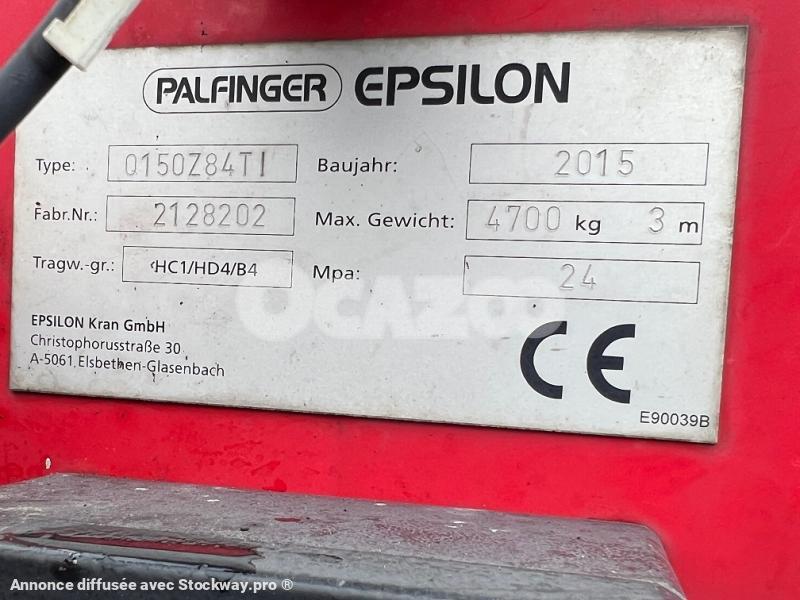 PALFINGER EPSILON
Type: Q150Z84TI Baujahr: 2015
Fabr.Nr.: 2128202 Max. Gewicht: 4700 kg 3 m
Tragw.-gr.: HC1/HD4/B4 Mpa: 24
OCAZOO
EPSILON Kran GmbH
Christophorusstraße 30
A-5061 Elsbethen-Glasenbach
CE
E90039B
Annonce diffusée avec Stockway.pro ®